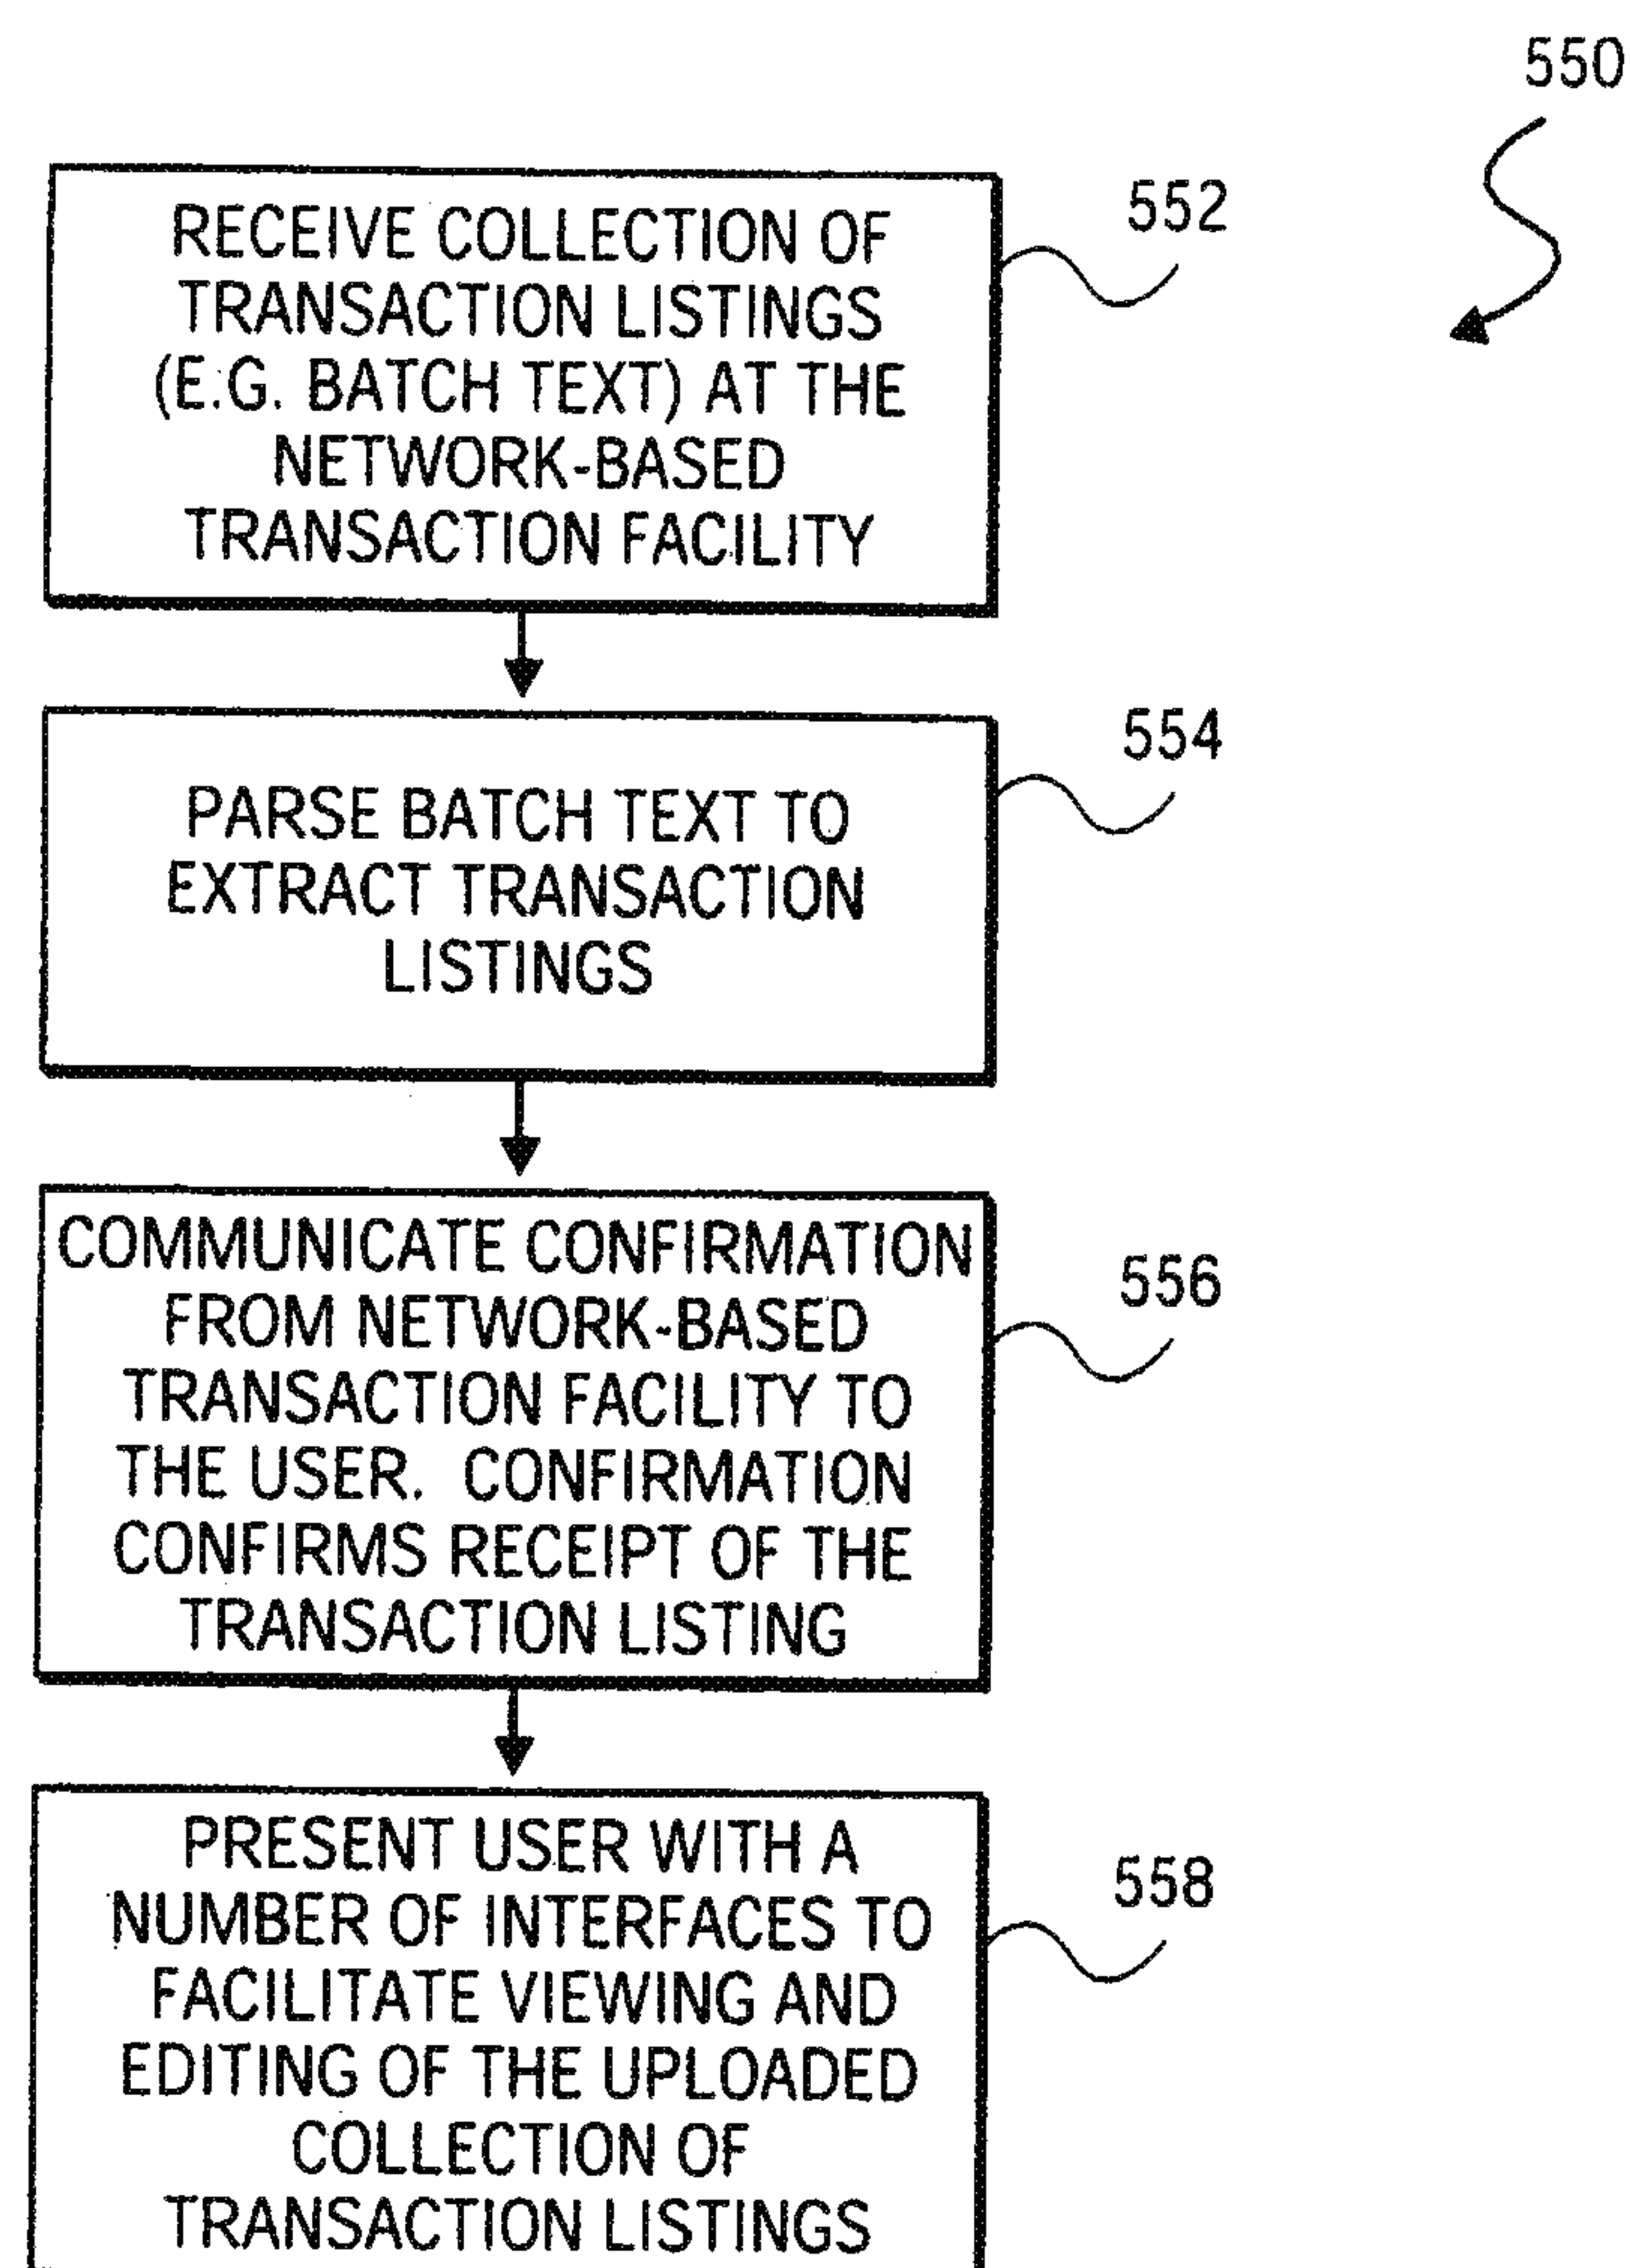 550
552
RECEIVE COLLECTION OF
TRANSACTION LISTINGS
(E.G. BATCH TEXT) AT THE
NETWORK-BASED
TRANSACTION FACILITY
554
PARSE BATCH TEXT TO
EXTRACT TRANSACTION
LISTINGS
556
COMMUNICATE CONFIRMATION
FROM NETWORK-BASED
TRANSACTION FACILITY TO
THE USER. CONFIRMATION
CONFIRMS RECEIPT OF THE
TRANSACTION LISTING
558
PRESENT USER WITH A
NUMBER OF INTERFACES TO
FACILITATE VIEWING AND
EDITING OF THE UPLOADED
COLLECTION OF
TRANSACTION LISTINGS